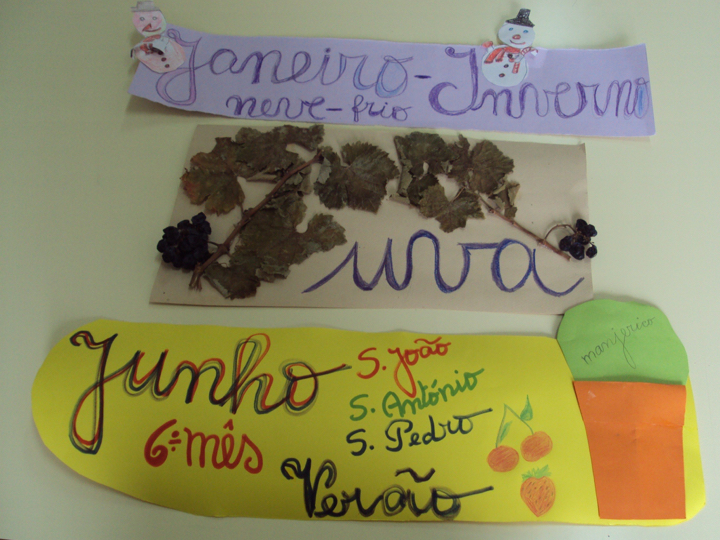 Janeiro - Inverno
neve - frio
uva
Junho
6º mês
S. João
S. António
S. Pedro
Verão
manjerico